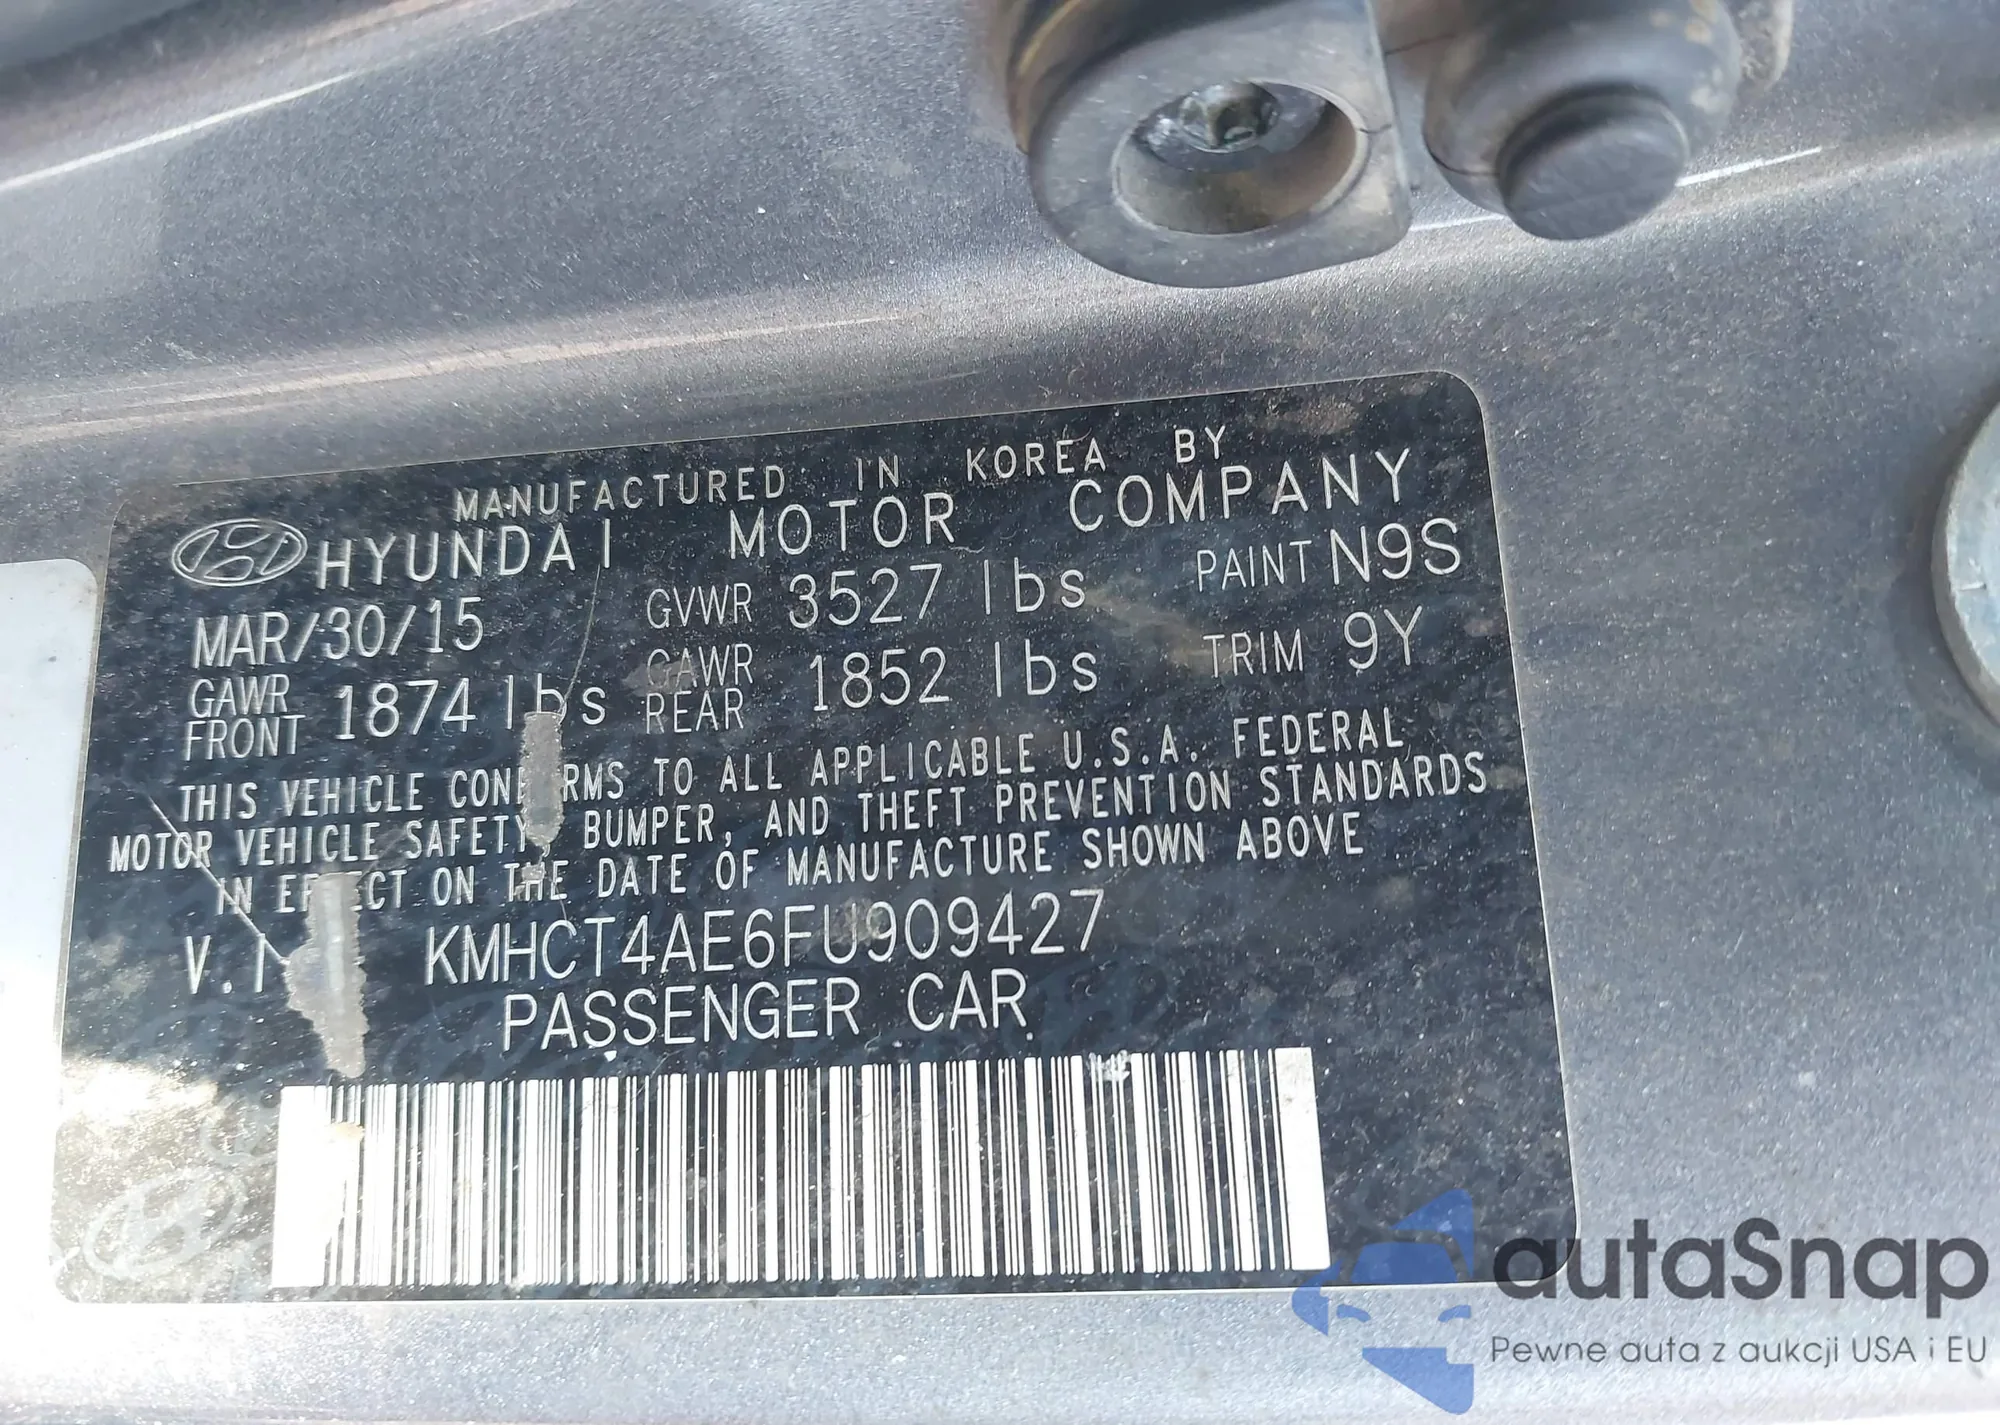 MANUFACTURED IN KOREA BY
HYUNDAI MOTOR COMPANY
MAR/30/15 GVWR 3527 lbs PAINT N9S
GAWR FRONT 1874 lbs GAWR REAR 1852 lbs TRIM 9Y
THIS VEHICLE CONF RMS TO ALL APPLICABLE U.S.A. FEDERAL
MOTOR VEHICLE SAFETY, BUMPER, AND THEFT PREVENTION STANDARDS
IN EF ECT ON THE DATE OF MANUFACTURE SHOWN ABOVE
V.I KMHCT4AE6FU909427
PASSENGER CAR
autaSnap
Pewne auta z aukcji USA i EU